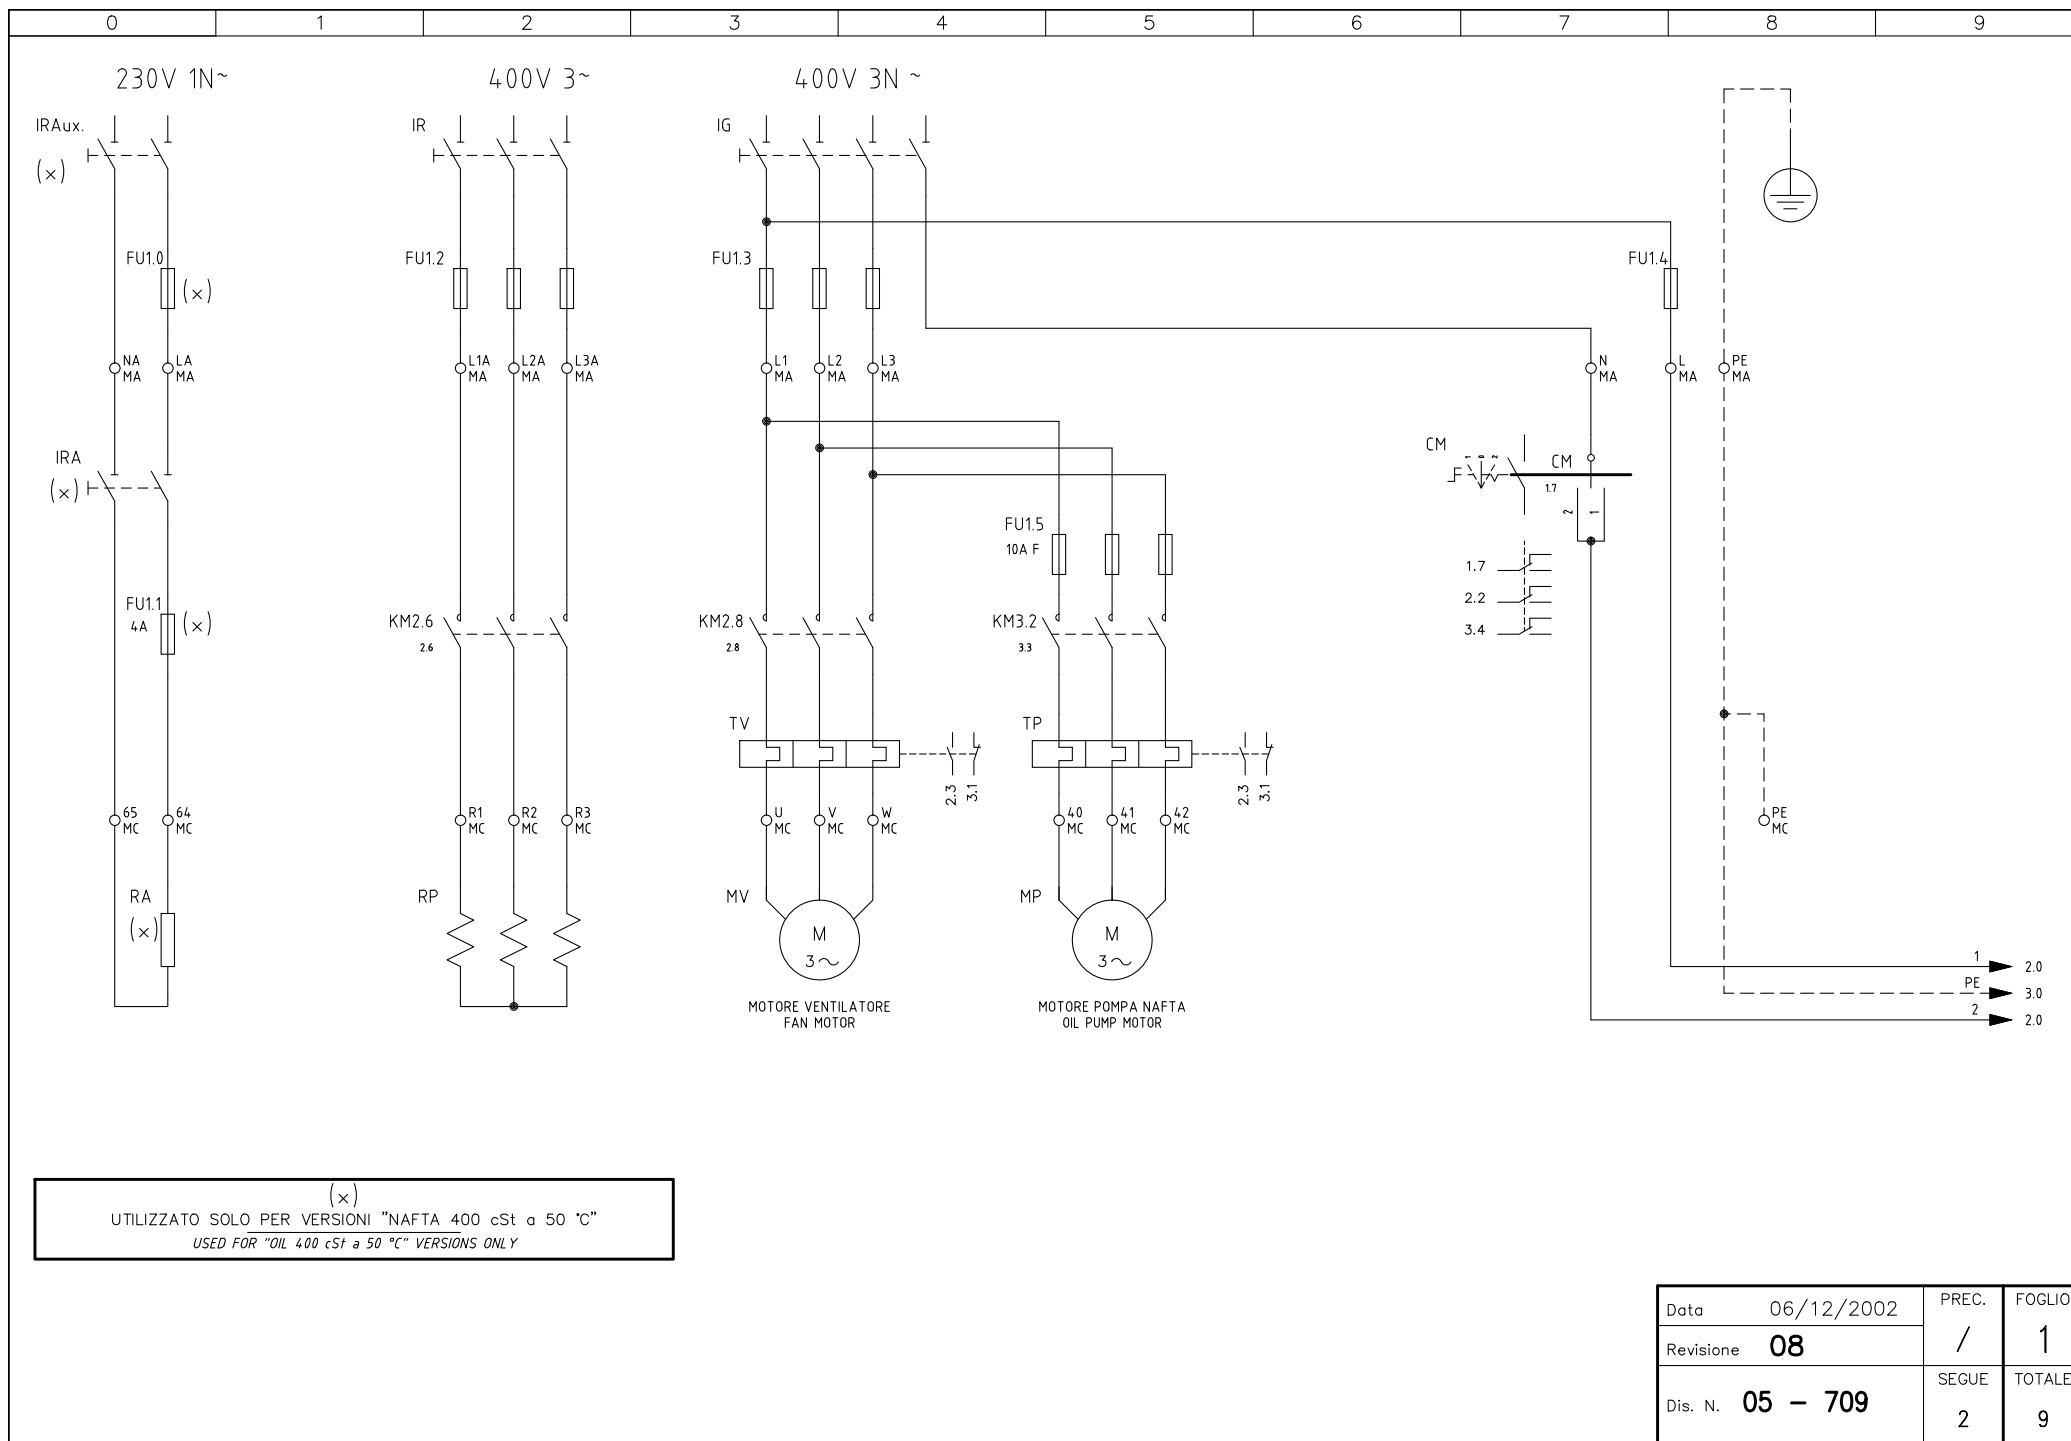 0 1 2 3 4 5 6 7 8 9
230V 1N~ 400V 3~ 400V 3N ~
IRAux. IR IG
(x)
FU1.0 FU1.2 FU1.3 FU1.4
(x)
NA LA L1A L2A L3A L1 L2 L3 N L PE
MA MA MA MA MA MA MA MA MA MA MA
CM 1 0 2 CM
IRA
(x) 1.7
2 1
FU1.5
10A F
1.7
2.2
3.4
FU1.1
4A (x)
KM2.6 KM2.8 KM3.2
2.6 2.8 3.3
TV TP
2.3 3.1 2.3 3.1
65 64 R1 R2 R3 U V W 40 41 42 PE
MC MC MC MC MC MC MC MC MC MC MC MC
RA RP MV MP
(x)
M M
3~ 3~
1 2.0
PE 3.0
2 2.0
MOTORE VENTILATORE
FAN MOTOR
MOTORE POMPA NAFTA
OIL PUMP MOTOR
(x)
UTILIZZATO SOLO PER VERSIONI "NAFTA 400 cSt a 50 °C"
USED FOR "OIL 400 cSt a 50 °C" VERSIONS ONLY
Data 06/12/2002
Revisione 08
Dis. N. 05 - 709
PREC.
/
SEGUE
2
FOGLIO
1
TOTALE
9